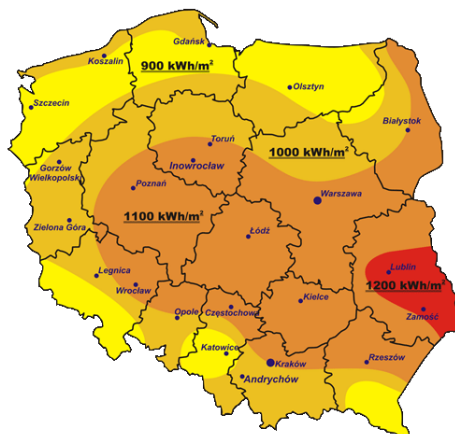 Gdańsk
Koszalin
900 kWh/m²
Olsztyn
Szczecin
Białystok
Toruń
1000 kWh/m²
Inowrocław
Gorzów
Wielkopolski
Poznań
Warszawa
1100 kWh/m²
Zielona Góra
Łódź
Legnica
Lublin
Wrocław
1200 kWh/m²
Kielce
Opole
Częstochowa
Zamość
Katowice
Kraków
Rzeszów
Andrychów